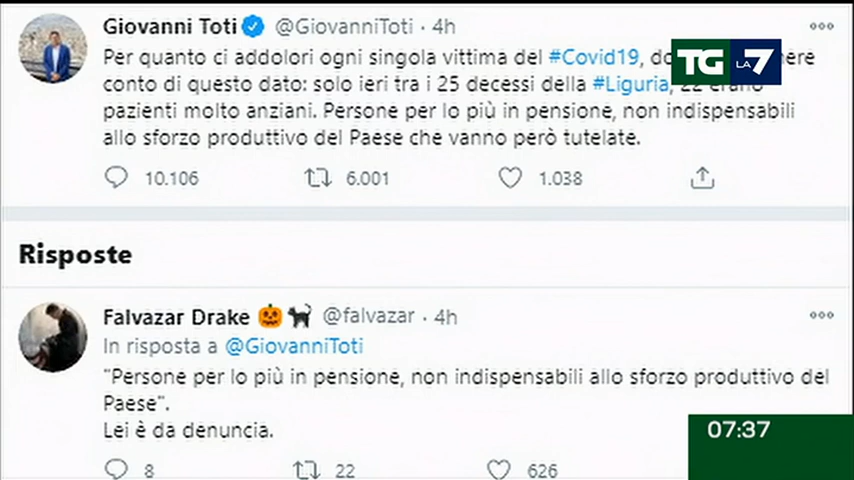 Giovanni Toti @GiovanniToti · 4h
Per quanto ci addolori ogni singola vittima del #Covid19,
TG LA7
conto di questo dato: solo ieri tra i 25 decessi della #Liguria, 22 erano
pazienti molto anziani. Persone per lo più in pensione, non indispensabili
allo sforzo produttivo del Paese che vanno però tutelate.
10.106 6.001 1.038
Risposte
Falvazar Drake 🎃🐈‍⬛ @falvazar · 4h
In risposta a @GiovanniToti
"Persone per lo più in pensione, non indispensabili allo sforzo produttivo del
Paese".
Lei è da denuncia.
07:37
8 22 626